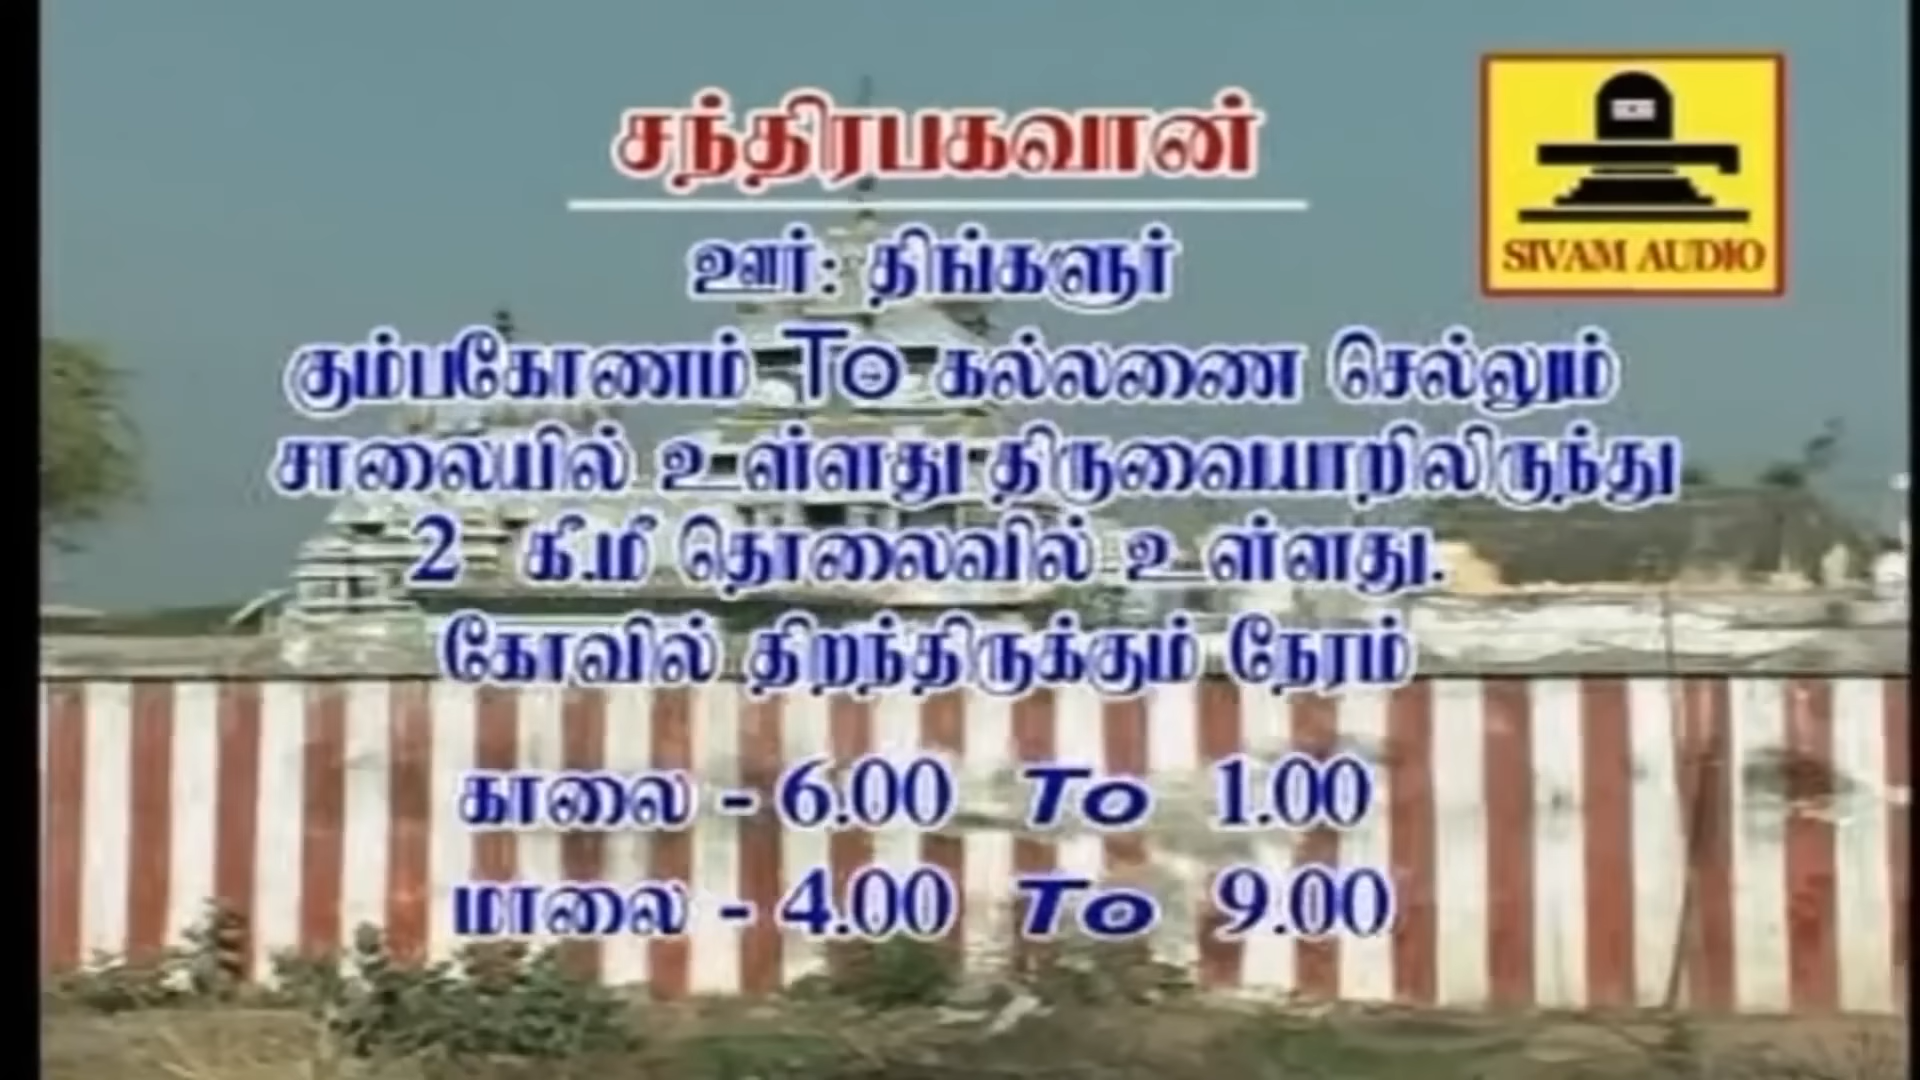 சந்திரபகவான்
SIVAM AUDIO
ஊர்: திங்களுர்
கும்பகோணம் To கல்லணை செல்லும்
சாலையில் உள்ளது திருவையாறிலிருந்து
2 கீ.மீ தொலைவில் உள்ளது.
கோவில் திறந்திருக்கும் நேரம்
காலை - 6.00 To 1.00
மாலை - 4.00 To 9.00